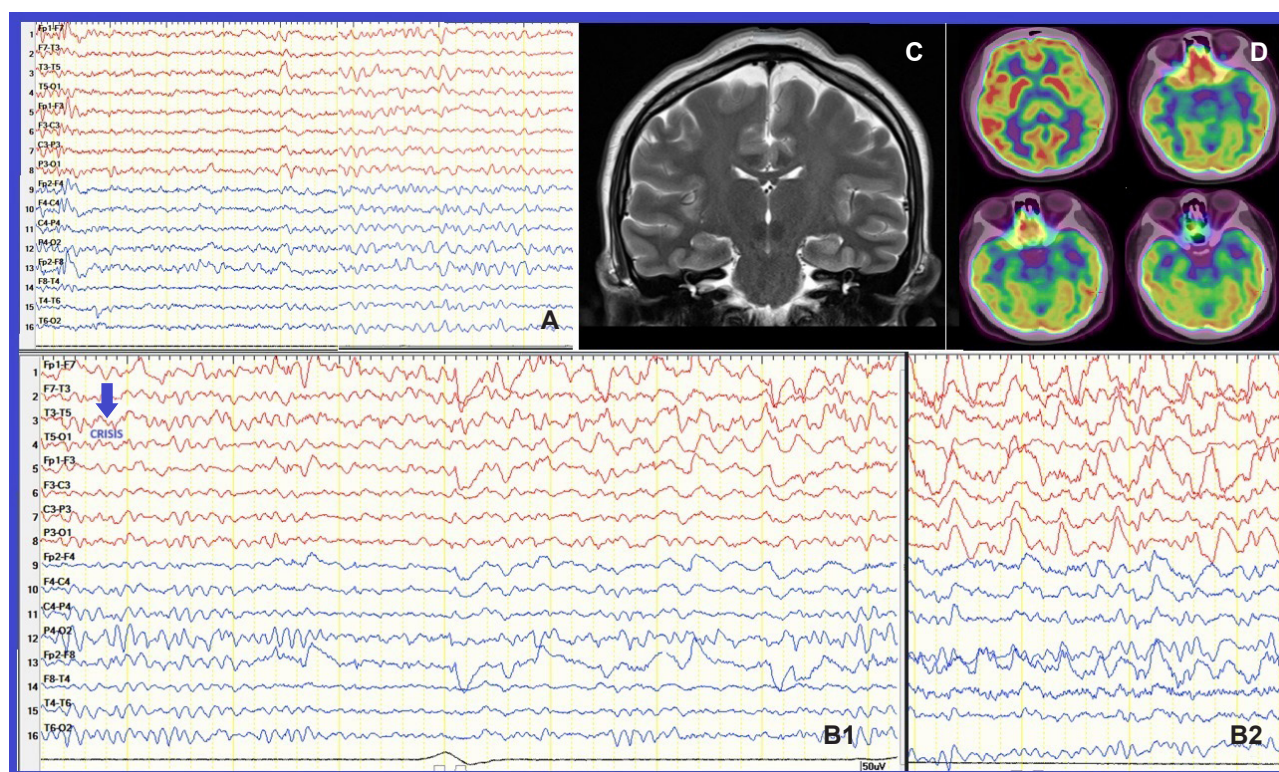 Fp1-F7
1
F7-T3
2
T3-T5
3
T5-O1
4
Fp1-F3
5
F3-C3
6
C3-P3
7
P3-O1
8
Fp2-F4
9
F4-C4
10
C4-P4
11
P4-O2
12
Fp2-F8
13
F8-T4
14
T4-T6
15
T6-O2
16
A
C
D
Fp1-F7
1
F7-T3
2
T3-T5
3
CRISIS
T5-O1
4
Fp1-F3
5
F3-C3
6
C3-P3
7
P3-O1
8
Fp2-F4
9
F4-C4
10
C4-P4
11
P4-O2
12
Fp2-F8
13
F8-T4
14
T4-T6
15
T6-O2
16
B1
B2
50uV